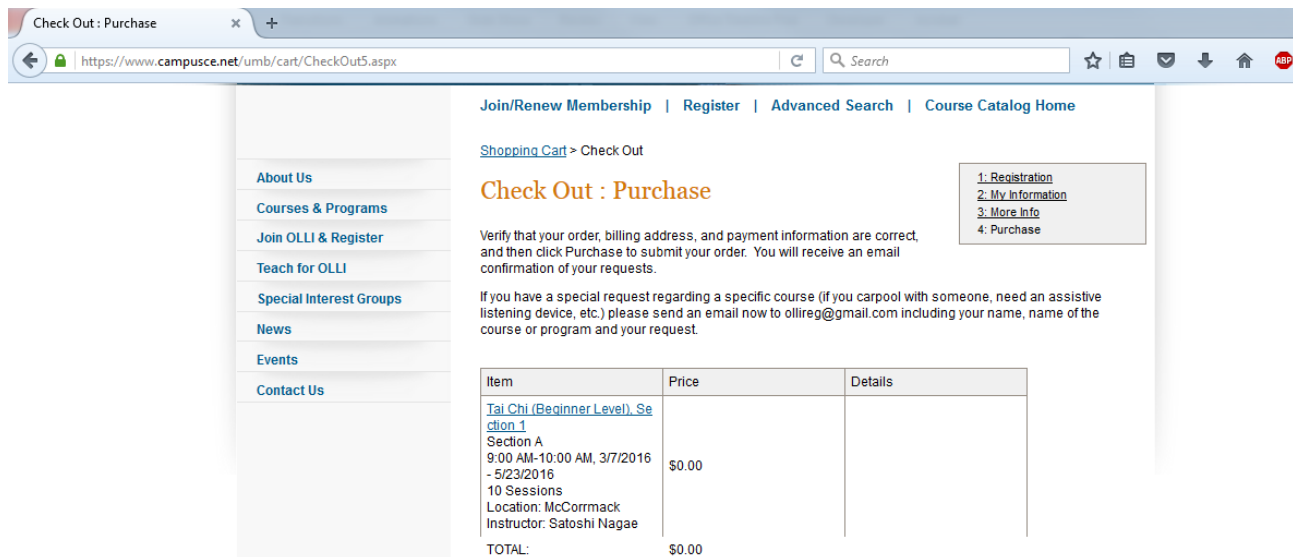 Check Out : Purchase
https://www.campusce.net/umb/cart/CheckOut5.aspx
Search
ABP
Join/Renew Membership | Register | Advanced Search | Course Catalog Home
Shopping Cart > Check Out
About Us
Courses & Programs
Join OLLI & Register
Teach for OLLI
Special Interest Groups
News
Events
Contact Us
Check Out : Purchase
1: Registration
2: My Information
3: More Info
4: Purchase
Verify that your order, billing address, and payment information are correct,
and then click Purchase to submit your order. You will receive an email
confirmation of your requests.
If you have a special request regarding a specific course (if you carpool with someone, need an assistive
listening device, etc.) please send an email now to ollireg@gmail.com including your name, name of the
course or program and your request.
Item Price Details
Tai Chi (Beginner Level), Se
ction 1
Section A
9:00 AM-10:00 AM, 3/7/2016
- 5/23/2016
10 Sessions
Location: McCorrmack
Instructor: Satoshi Nagae
$0.00
TOTAL: $0.00